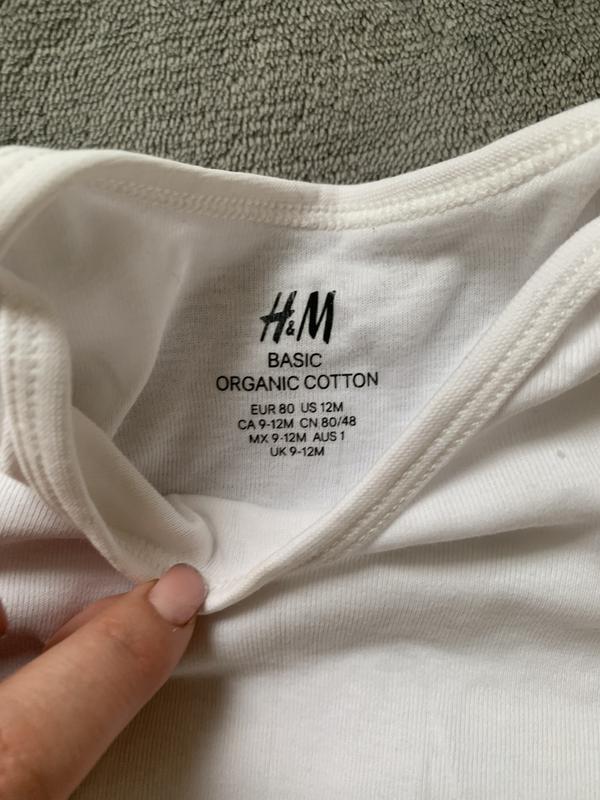 H&M
BASIC
ORGANIC COTTON
EUR 80 US 12M
CA 9-12M CN 80/48
MX 9-12M AUS 1
UK 9-12M